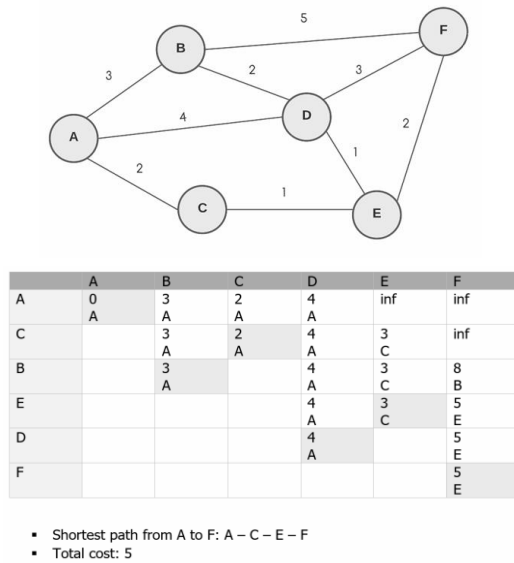 5
F
B
3
2
3
D
4
A
2
2
1
1
C
E
A B C D E F
A 0 3 2 4 inf inf
A A A A
C 3 2 4 3 inf
A A A C
B 3 4 3 8
A A C B
E 4 3 5
A C E
D 4 5
A E
F 5
E
▪ Shortest path from A to F: A – C – E – F
▪ Total cost: 5